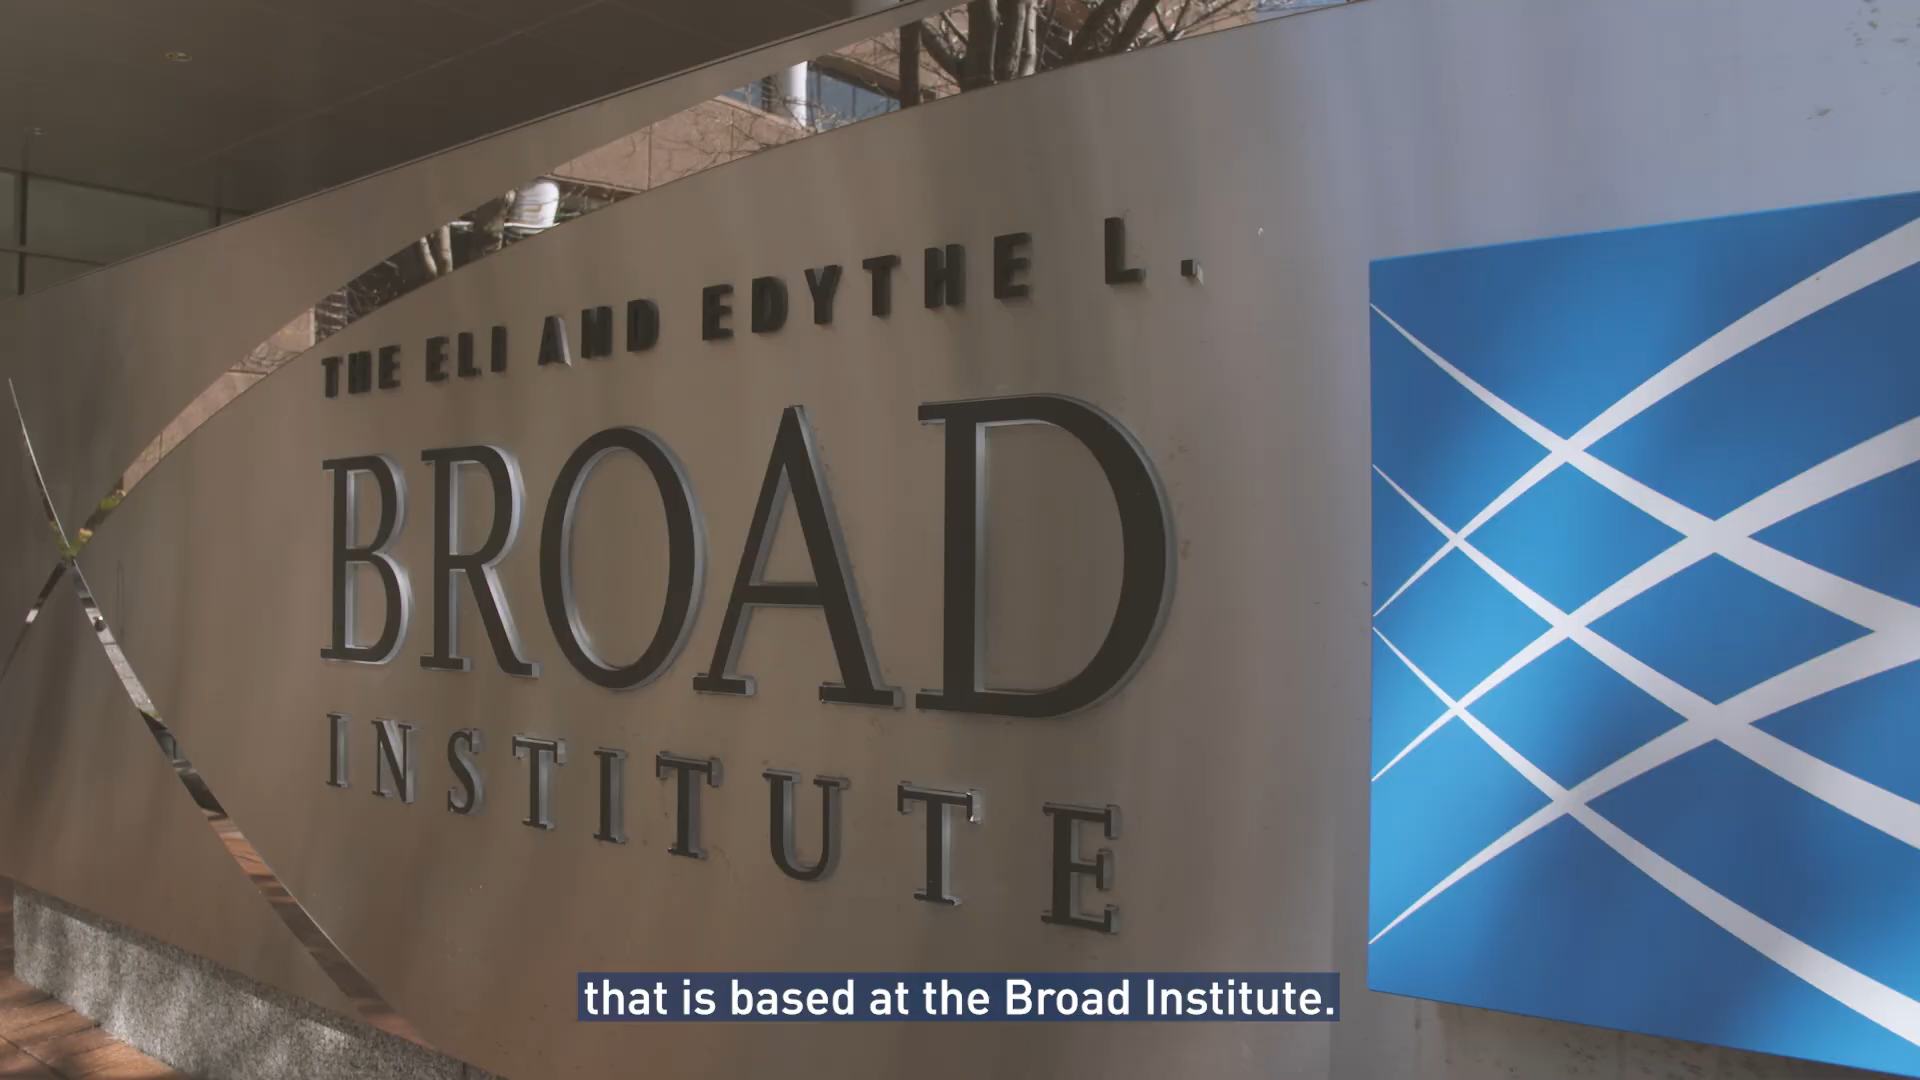 THE ELI AND EDYTHE L.
BROAD
INSTITUTE
that is based at the Broad Institute.